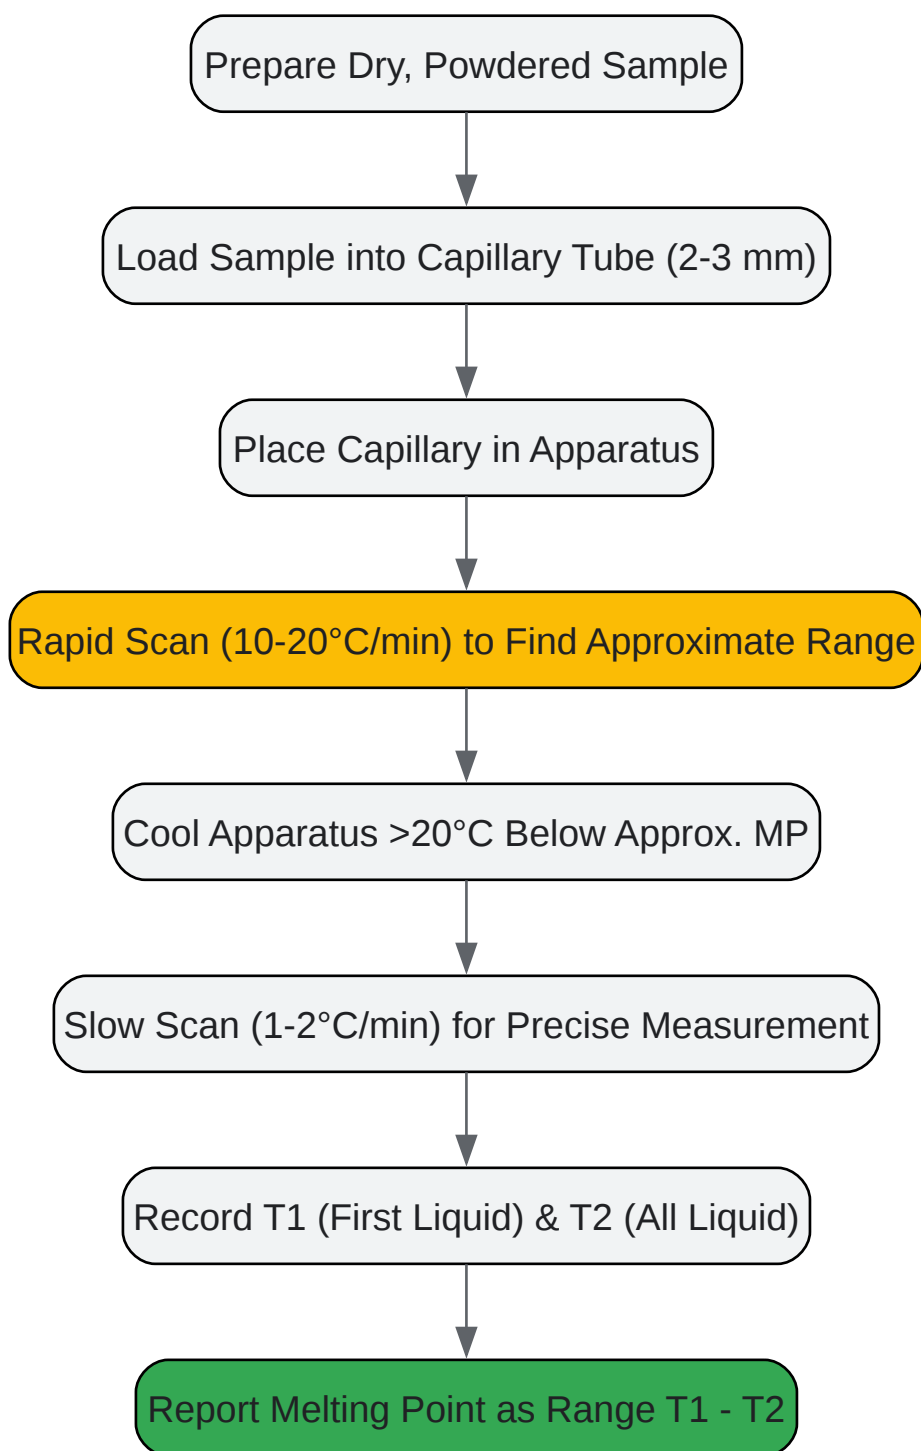 Prepare Dry, Powdered Sample
Load Sample into Capillary Tube (2-3 mm)
Place Capillary in Apparatus
Rapid Scan (10-20°C/min) to Find Approximate Range
Cool Apparatus >20°C Below Approx. MP
Slow Scan (1-2°C/min) for Precise Measurement
Record T1 (First Liquid) & T2 (All Liquid)
Report Melting Point as Range T1 - T2